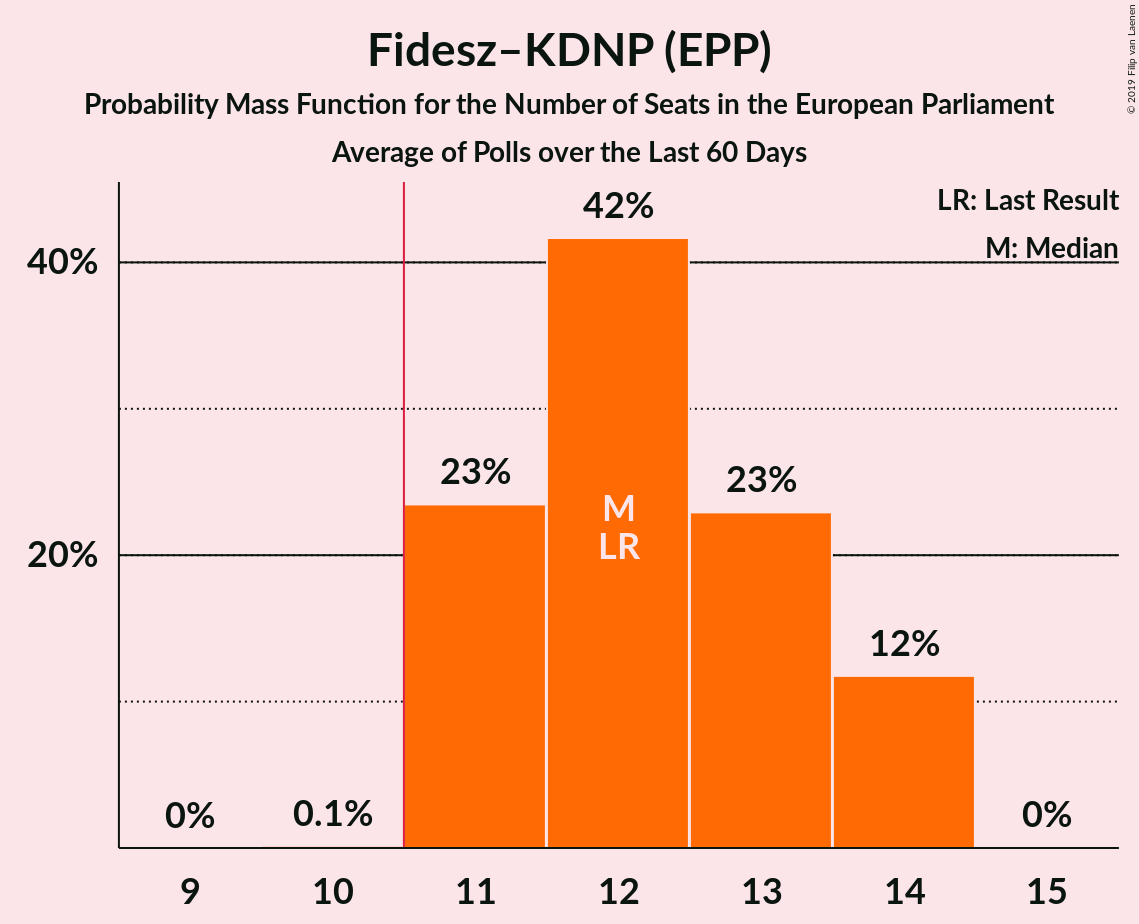 Fidesz–KDNP (EPP)
Probability Mass Function for the Number of Seats in the European Parliament
Average of Polls over the Last 60 Days
© 2019 Filip van Laenen
LR: Last Result
M: Median
40%
20%
0%
0.1%
23%
42%
M
LR
23%
12%
0%
9 10 11 12 13 14 15